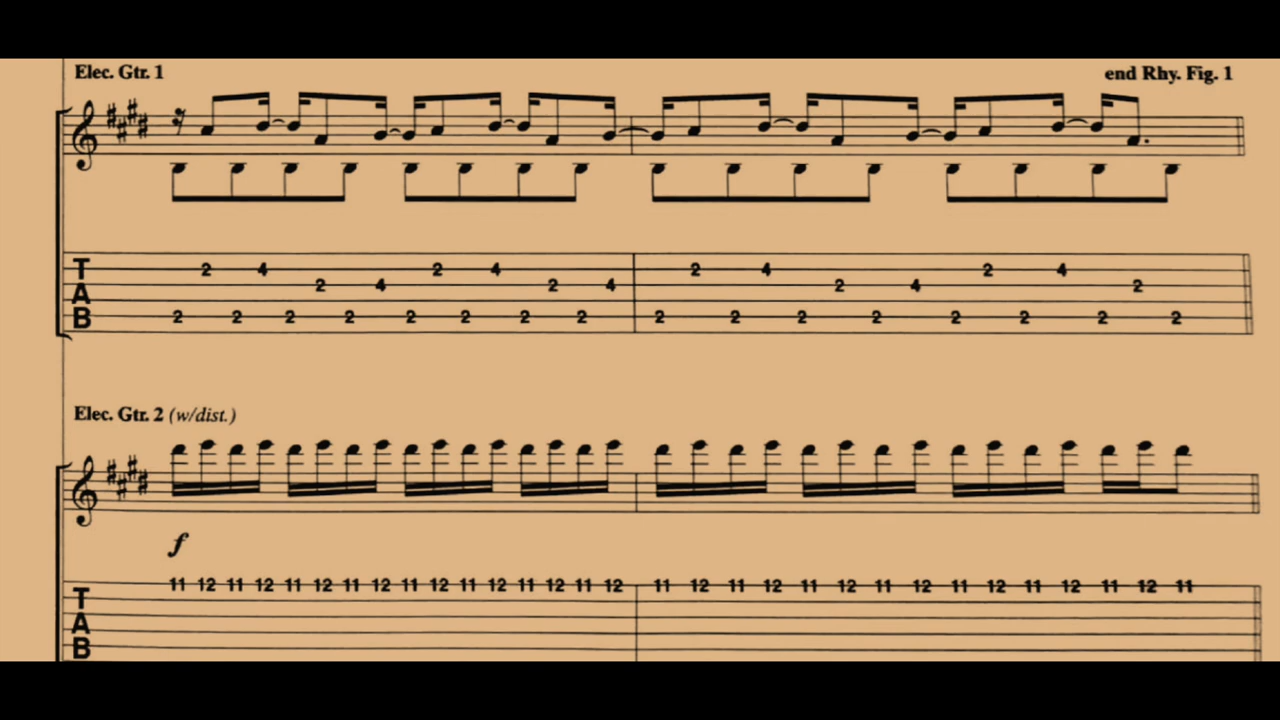 Elec. Gtr. 1
end Rhy. Fig. 1
T
A
B
2 4 2 4 2 4 2 4 2 4 2 4 2 4 2
2 2 2 2 2 2 2 2 2 2 2 2 2 2 2 2
Elec. Gtr. 2 (w/dist.)
f
11 12 11 12 11 12 11 12 11 12 11 12 11 12 11 12 11 12 11 12 11 12 11 12 11 12 11 12 11 12 11
T
A
B